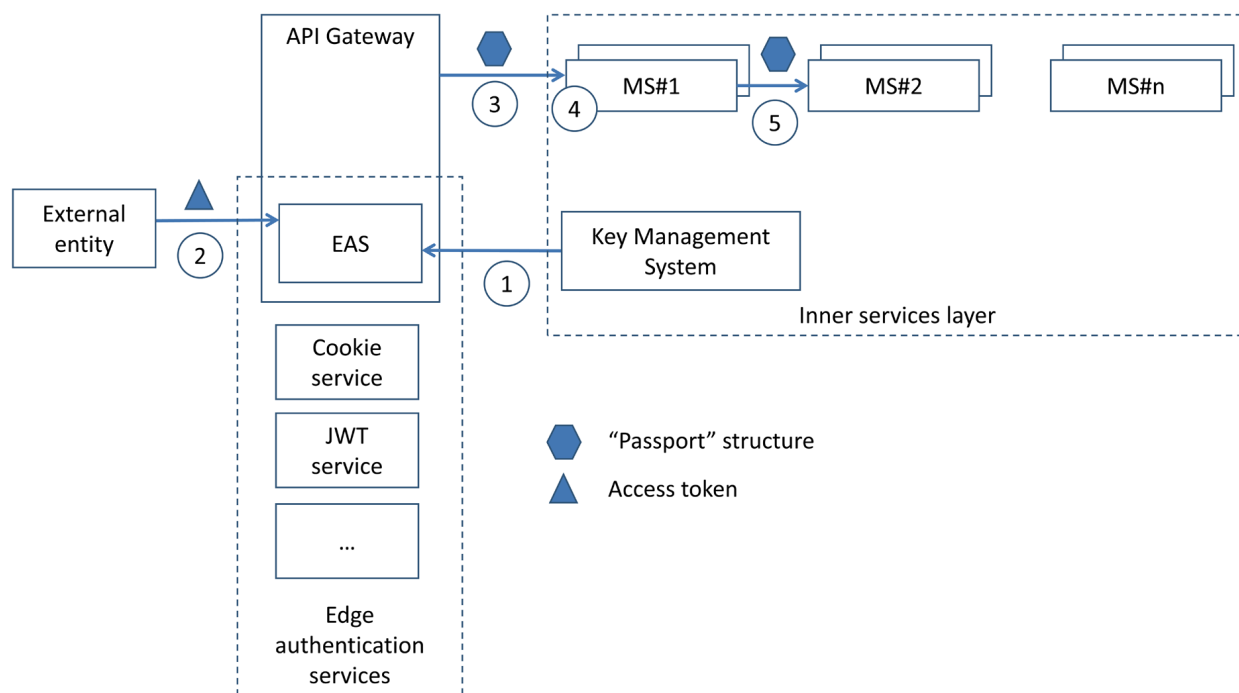 API Gateway
3
4
MS#1
5
MS#2
MS#n
External
entity
2
EAS
1
Key Management
System
Inner services layer
Cookie
service
JWT
service
...
Edge
authentication
services
“Passport” structure
Access token